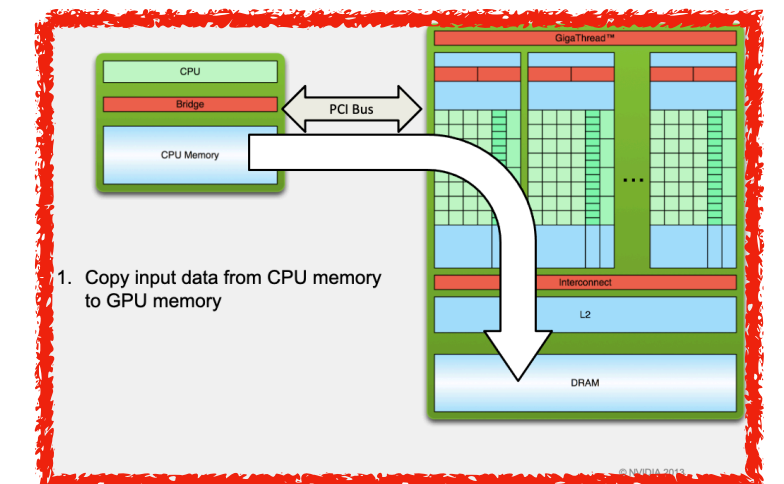 GigaThread™
CPU
Bridge
PCI Bus
CPU Memory
...
1. Copy input data from CPU memory
to GPU memory
Interconnect
L2
DRAM
© NVIDIA 2013